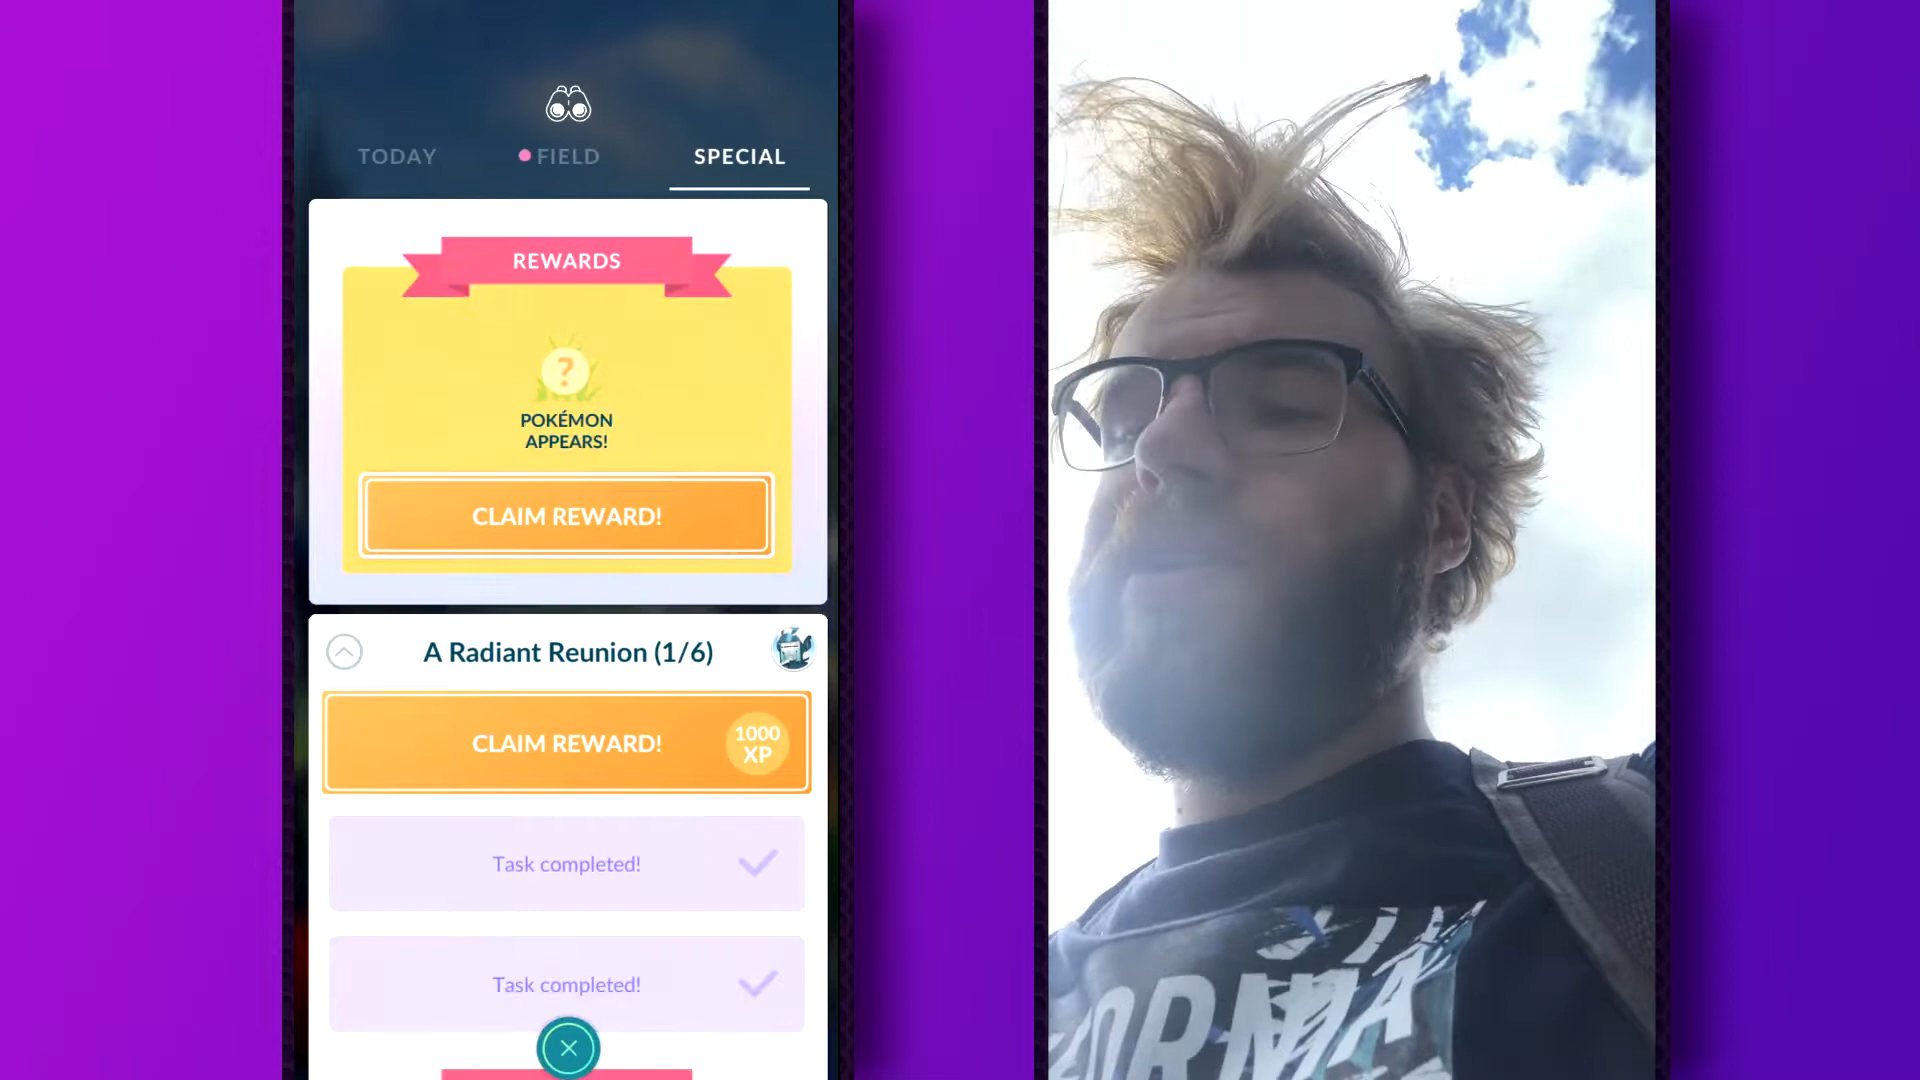 TODAY
FIELD
SPECIAL
REWARDS
?
POKÉMON
APPEARS!
CLAIM REWARD!
A Radiant Reunion (1/6)
CLAIM REWARD!
1000
XP
Task completed!
Task completed!